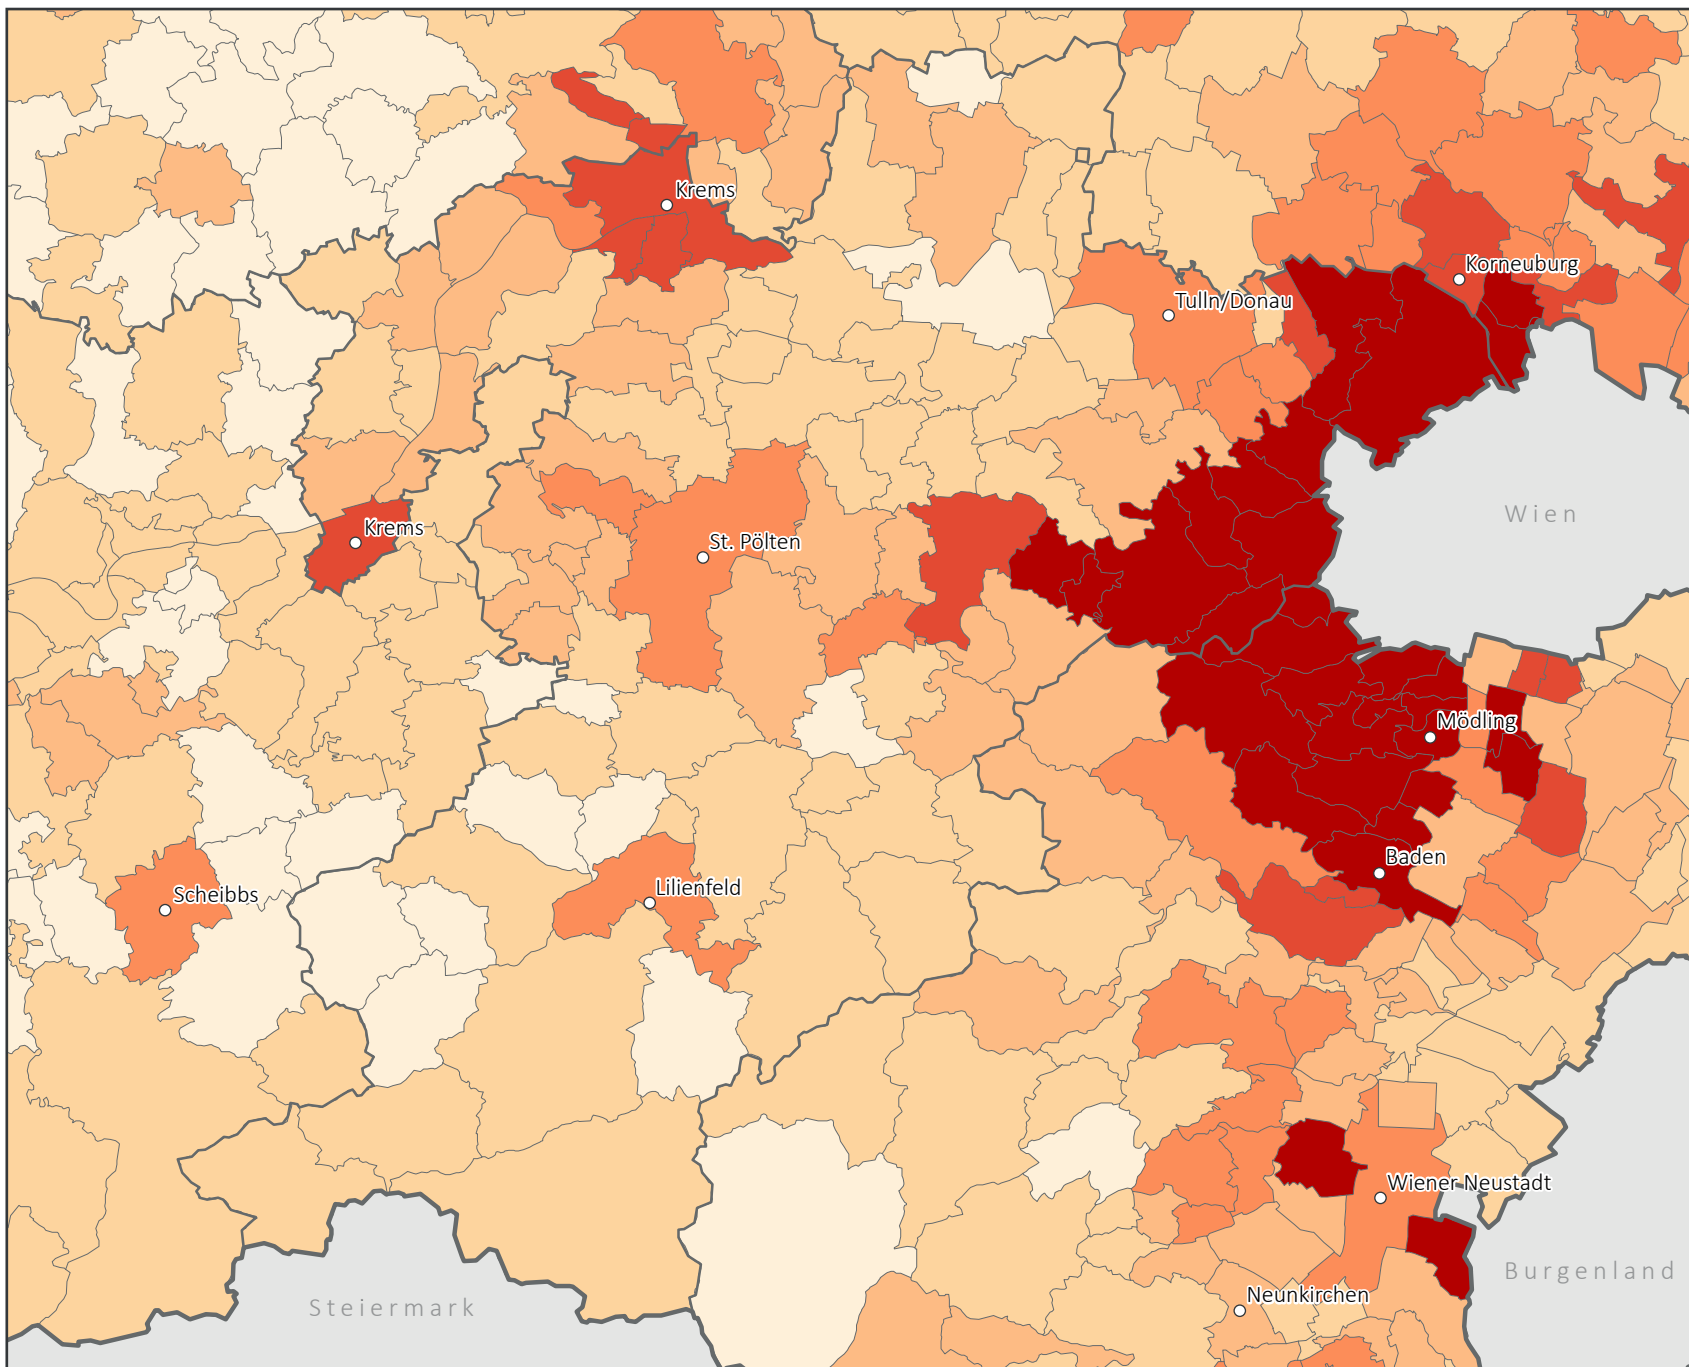 Krems
Korneuburg
Tulln/Donau
Wien
Krems
St. Pölten
Mödling
Baden
Scheibbs
Lilienfeld
Wiener Neustadt
Burgenland
Neunkirchen
Steiermark